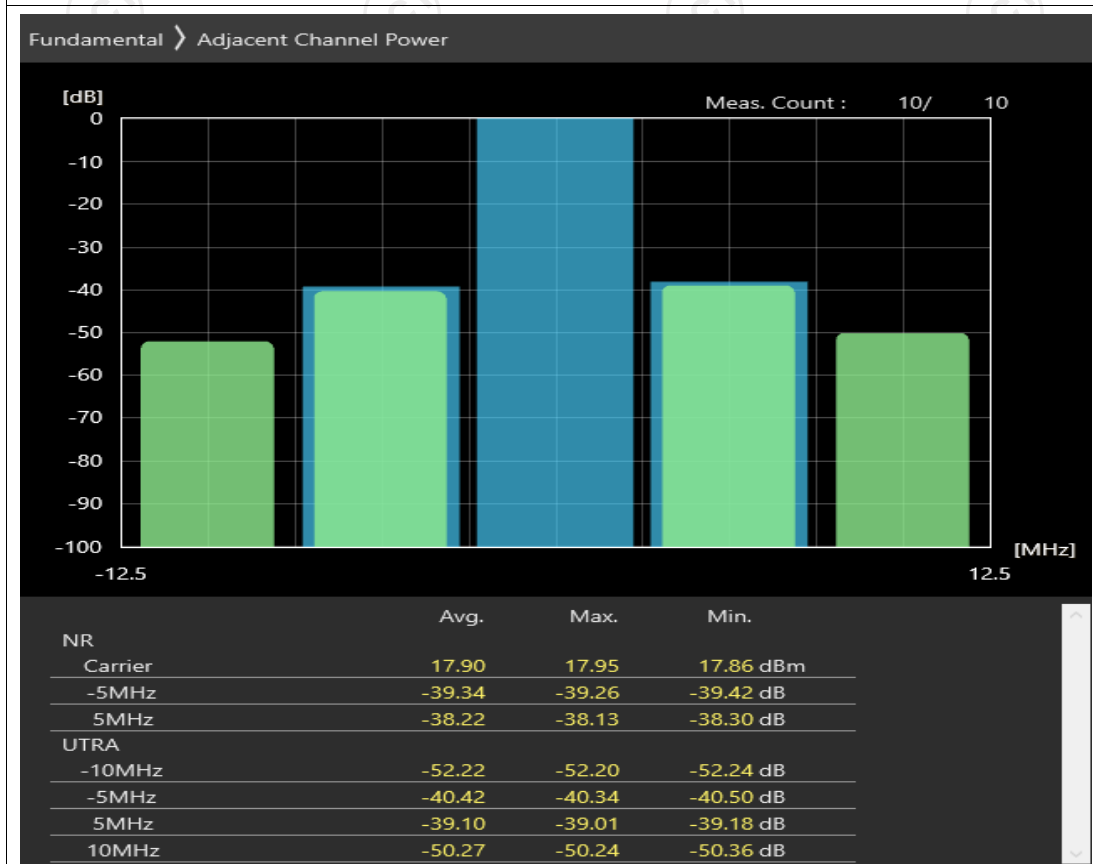 Fundamental 》 Adjacent Channel Power
[dB]
Meas. Count : 10/ 10
0
-10
-20
-30
-40
-50
-60
-70
-80
-90
-100
[MHz]
-12.5 12.5
Avg. Max. Min.
NR
Carrier 17.90 17.95 17.86 dBm
-5MHz -39.34 -39.26 -39.42 dB
5MHz -38.22 -38.13 -38.30 dB
UTRA
-10MHz -52.22 -52.20 -52.24 dB
-5MHz -40.42 -40.34 -40.50 dB
5MHz -39.10 -39.01 -39.18 dB
10MHz -50.27 -50.24 -50.36 dB